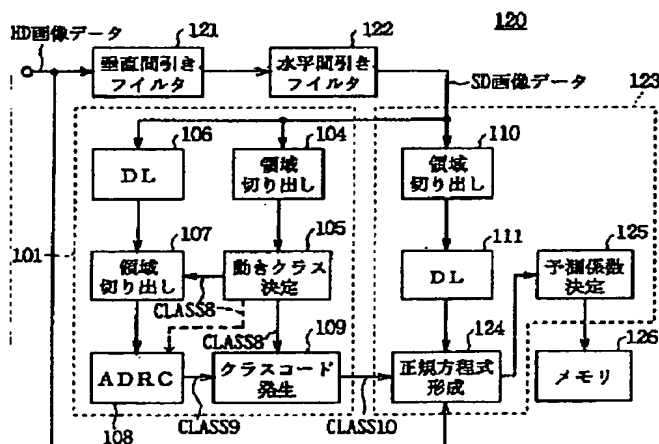 120
HD画像データ
121
垂直間引き
フィルタ
122
水平間引き
フィルタ
SD画像データ
123
106
DL
104
領域
切り出し
110
領域
切り出し
101
107
領域
切り出し
105
動きクラス
決定
111
DL
125
予測係数
決定
CLASS8
CLASS8
109
124
126
ADRC
クラスコード
発生
正規方程式
形成
メモリ
108
CLASS9
CLASS10